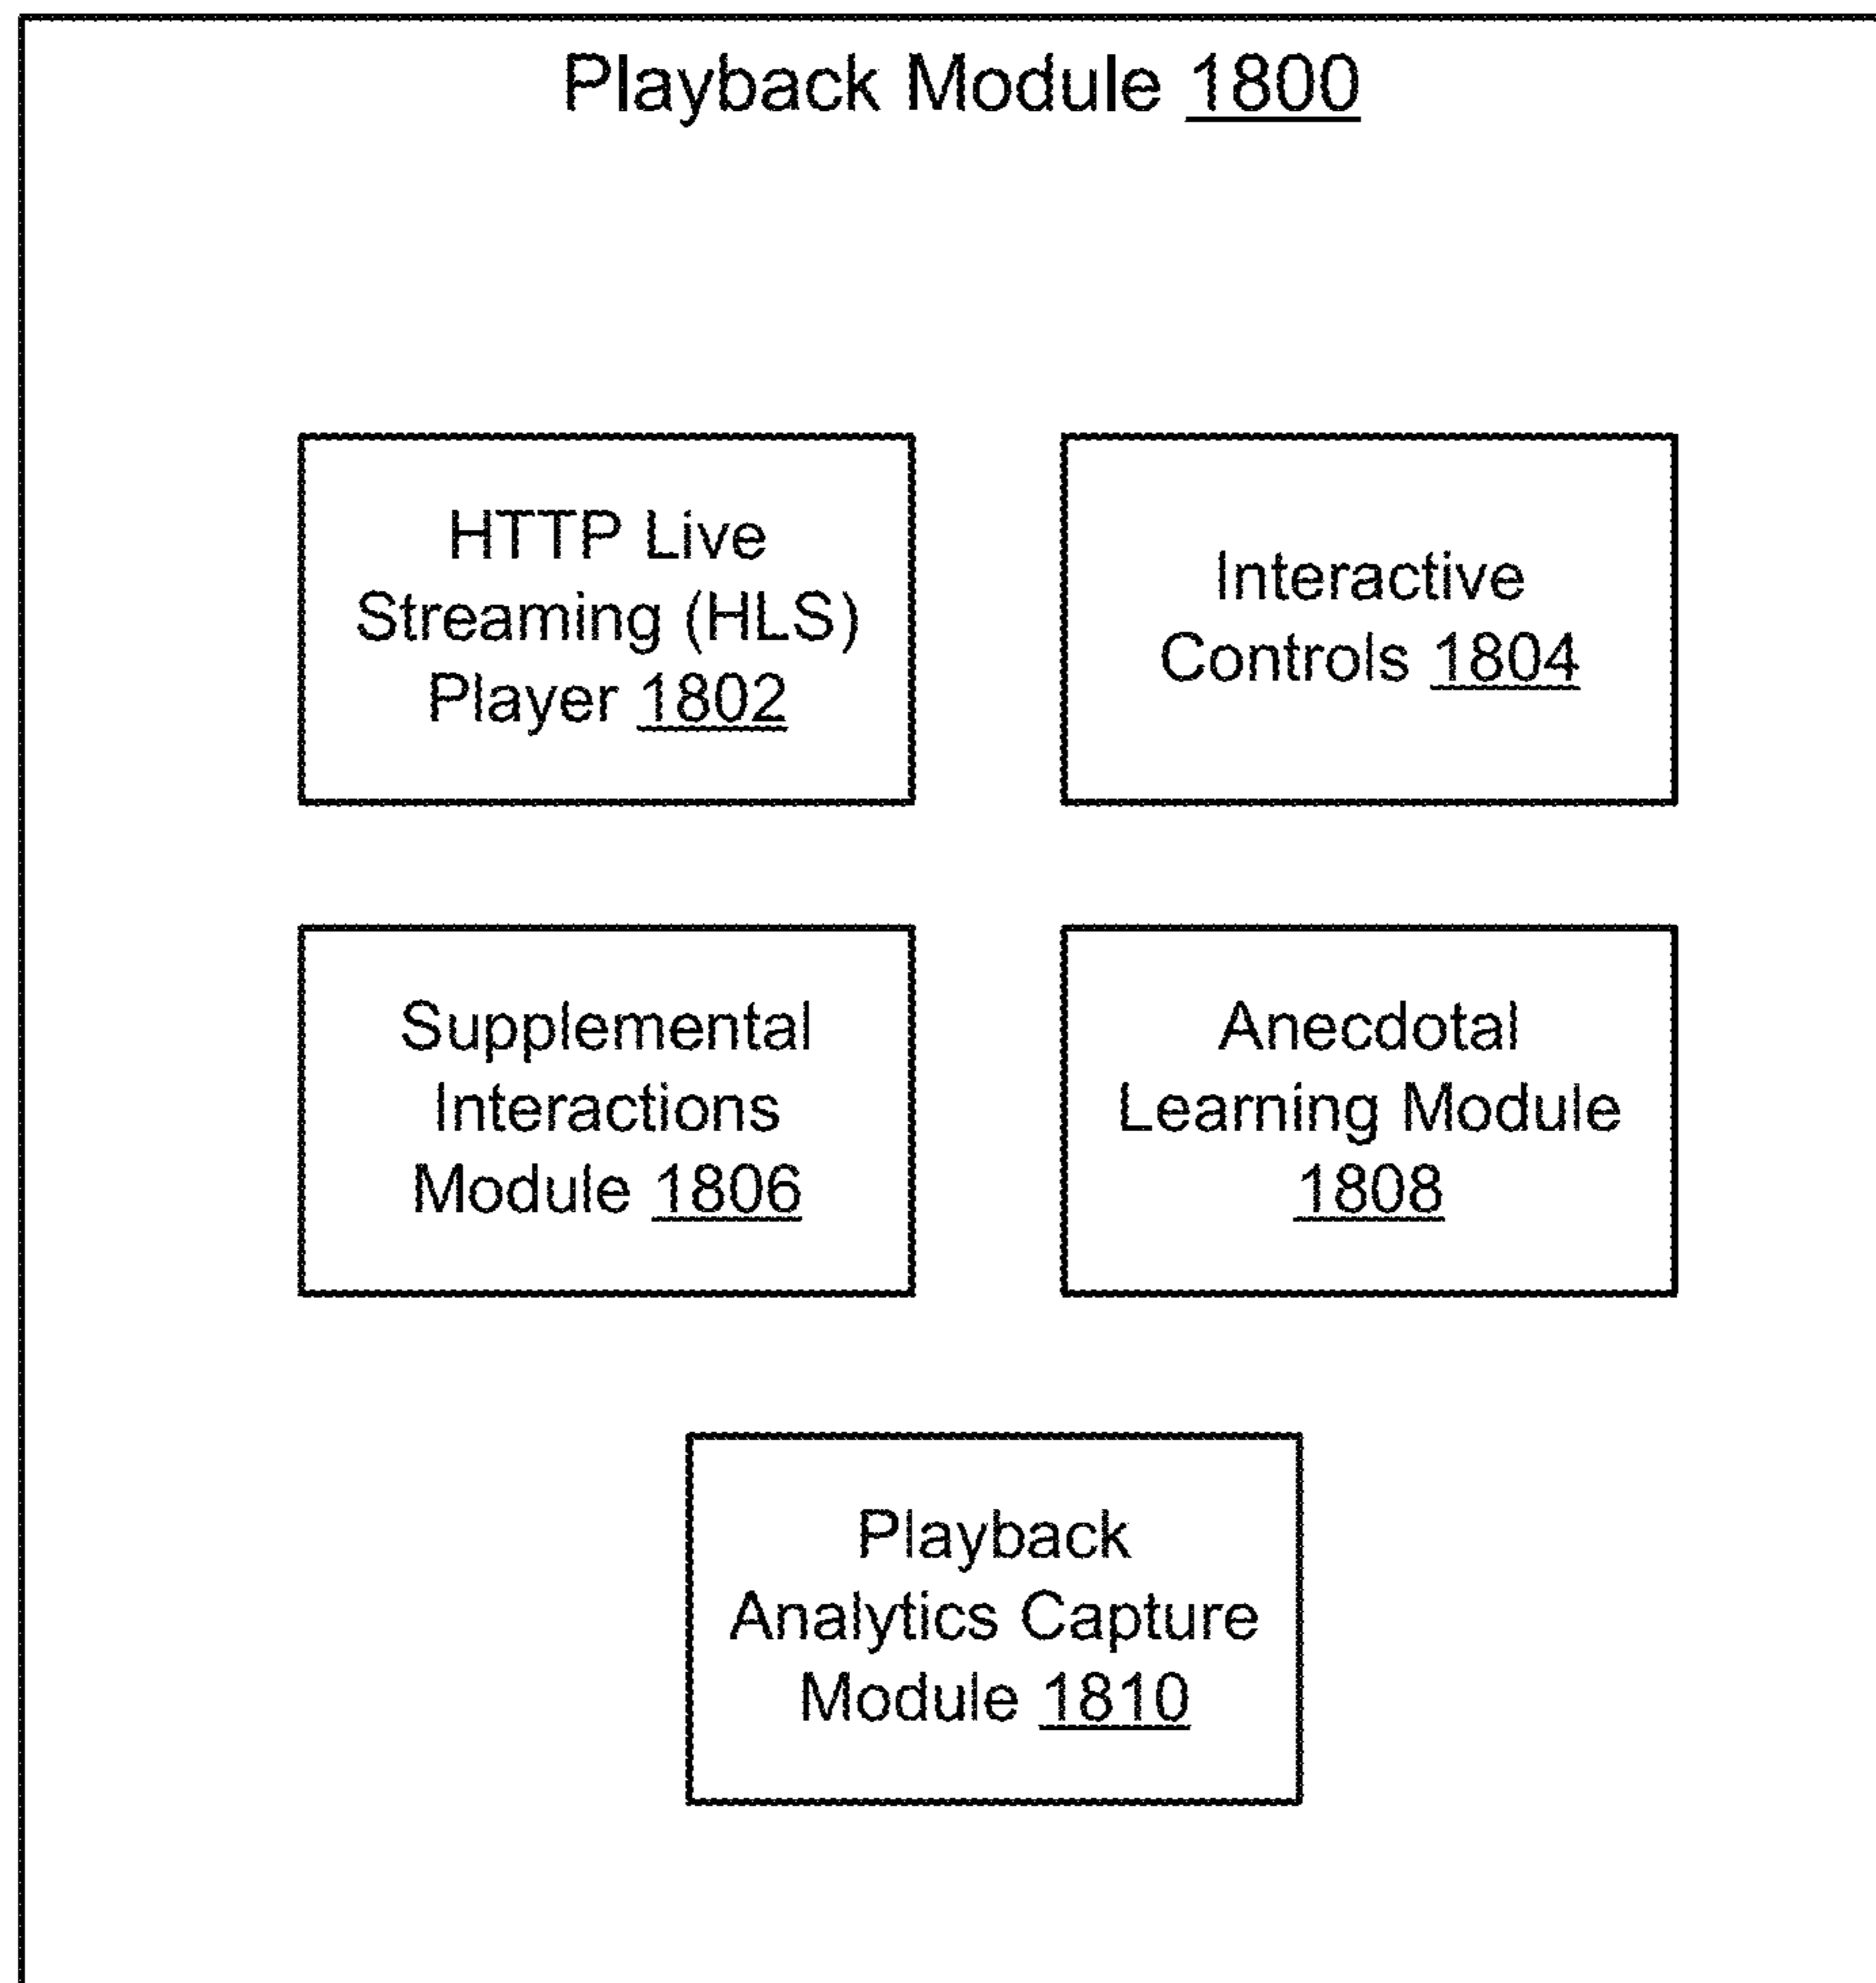 Playback Module 1800
HTTP Live
Streaming (HLS)
Player 1802
Interactive
Controls 1804
Supplemental
Interactions
Module 1806
Anecdotal
Learning Module
1808
Playback
Analytics Capture
Module 1810